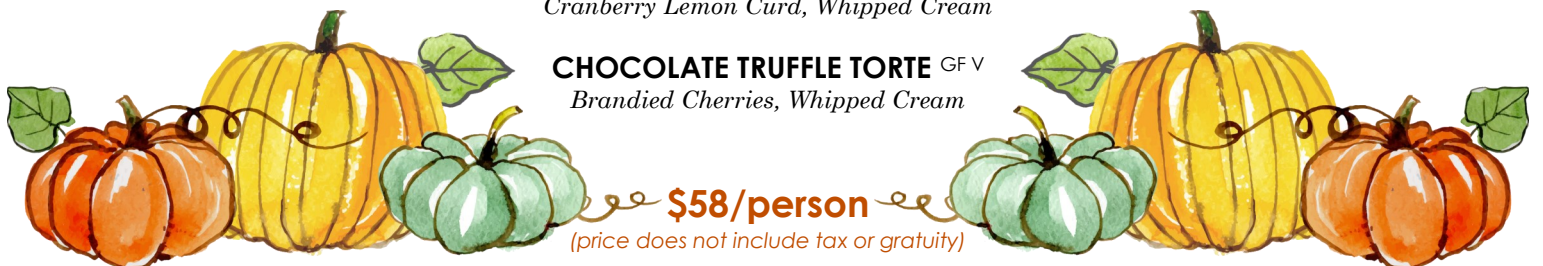 Cranberry Lemon Curd, Whipped Cream
CHOCOLATE TRUFFLE TORTE GF V
Brandied Cherries, Whipped Cream
$58/person
(price does not include tax or gratuity)